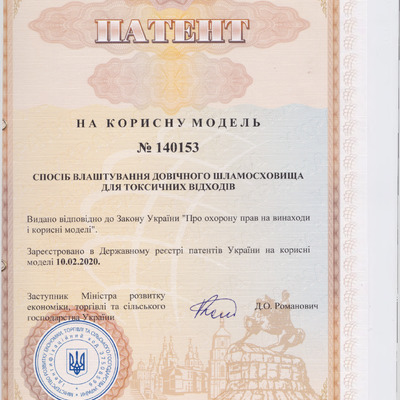 ПАТЕНТ
НА КОРИСНУ МОДЕЛЬ
№ 140153
СПОСІБ ВЛАШТУВАННЯ ДОВІЧНОГО ШЛАМОСХОВИЩА
ДЛЯ ТОКСИЧНИХ ВІДХОДІВ
Видано відповідно до Закону України "Про охорону прав на винаходи
і корисні моделі".
Зареєстровано в Державному реєстрі патентів України на корисні
моделі 10.02.2020.
Заступник Міністра розвитку
економіки, торгівлі та сільського
господарства України
Д.О. Романович